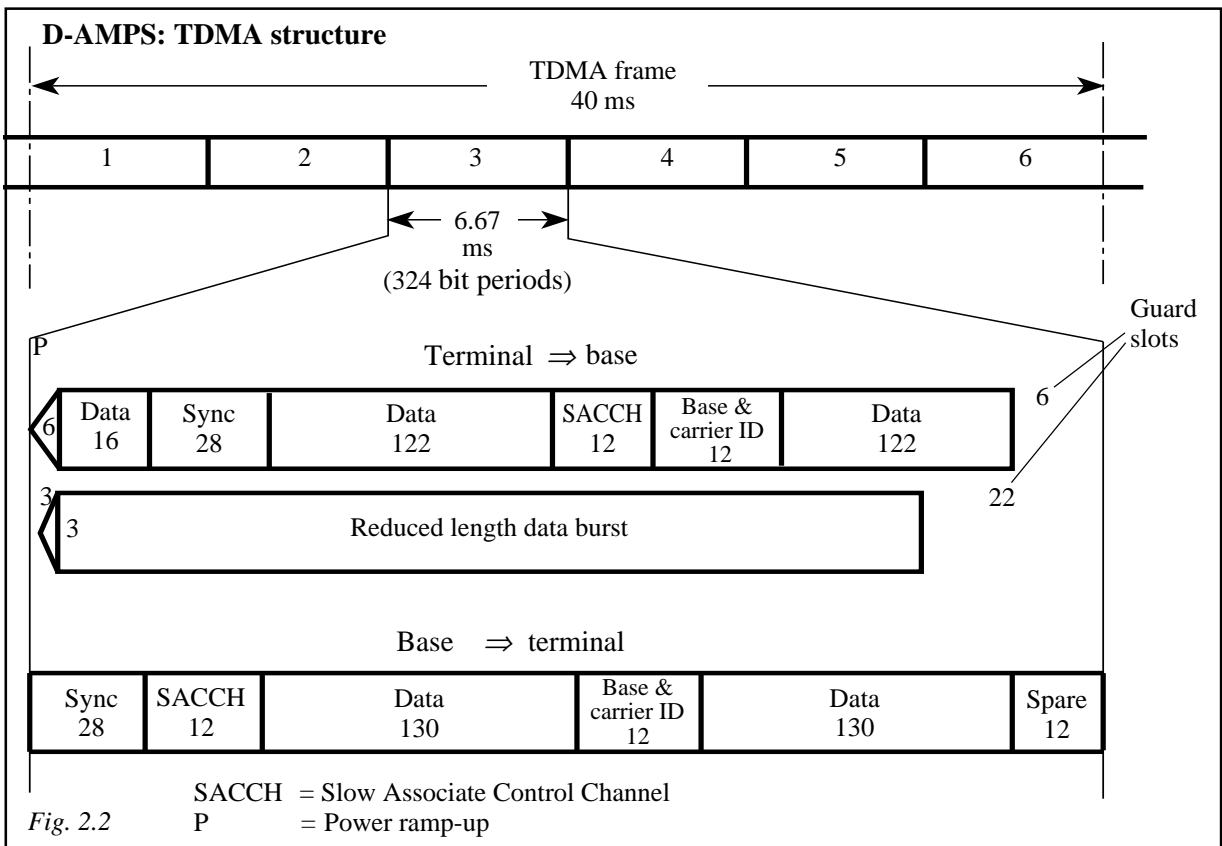 D-AMPS: TDMA structure
TDMA frame
40 ms
1 2 3 4 5 6
6.67
ms
(324 bit periods)
Guard
slots
P
Terminal ⇒ base
6
6
Data
16
Sync
28
Data
122
SACCH
12
Base &
carrier ID
12
Data
122
22
3
3
Reduced length data burst
Base ⇒ terminal
Sync
28
SACCH
12
Data
130
Base &
carrier ID
12
Data
130
Spare
12
SACCH = Slow Associate Control Channel
Fig. 2.2 P = Power ramp-up